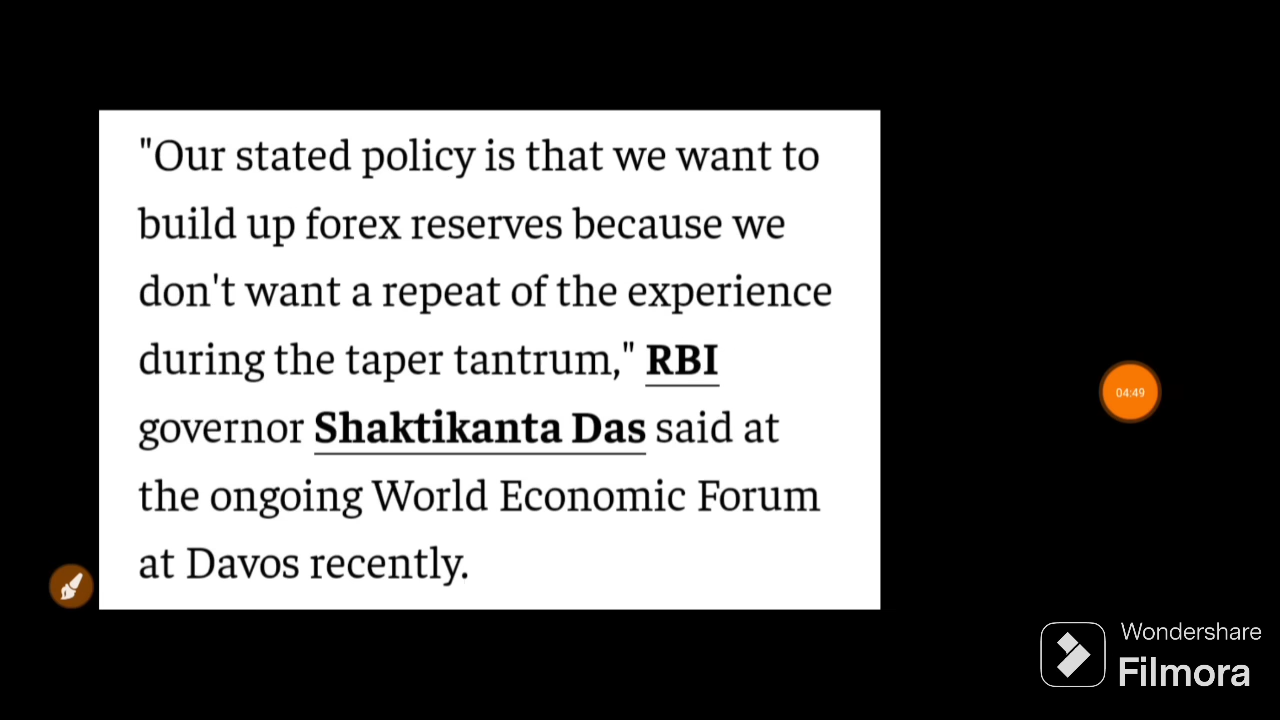 "Our stated policy is that we want to
build up forex reserves because we
don't want a repeat of the experience
during the taper tantrum," RBI
governor Shaktikanta Das said at
the ongoing World Economic Forum
at Davos recently.
04:49
Wondershare
Filmora